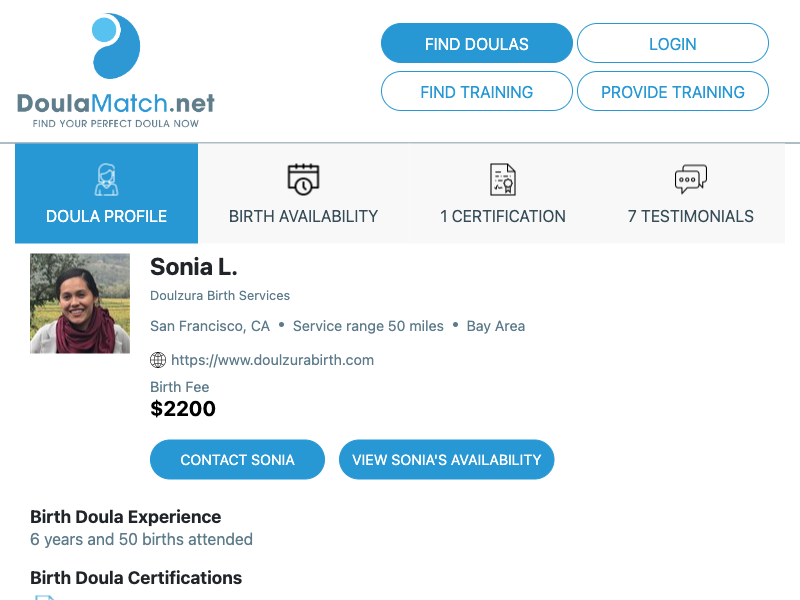 DoulaMatch.net
FIND YOUR PERFECT DOULA NOW
FIND DOULAS
LOGIN
FIND TRAINING
PROVIDE TRAINING
DOULA PROFILE
BIRTH AVAILABILITY
1 CERTIFICATION
7 TESTIMONIALS
Sonia L.
Doulzura Birth Services
San Francisco, CA • Service range 50 miles • Bay Area
https://www.doulzurabirth.com
Birth Fee
$2200
CONTACT SONIA
VIEW SONIA'S AVAILABILITY
Birth Doula Experience
6 years and 50 births attended
Birth Doula Certifications